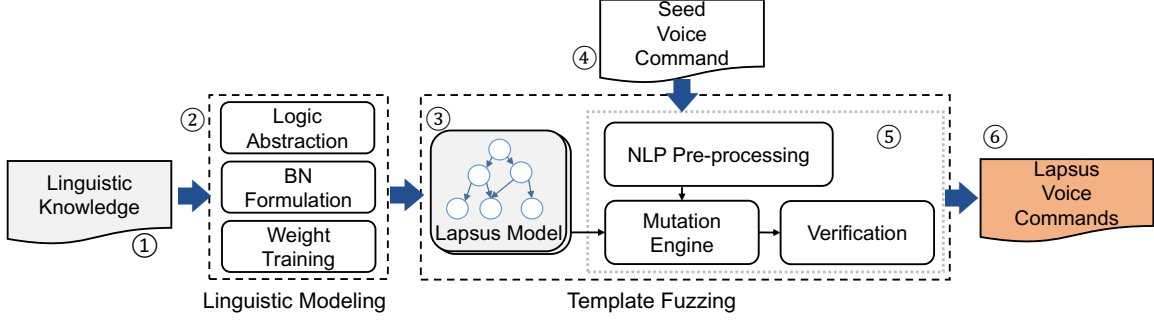 Linguistic
Knowledge
①
②
Logic
Abstraction
BN
Formulation
Weight
Training
Linguistic Modeling
③
Lapsus Model
④
Seed
Voice
Command
⑤
NLP Pre-processing
Mutation
Engine
Verification
Template Fuzzing
⑥
Lapsus
Voice
Commands